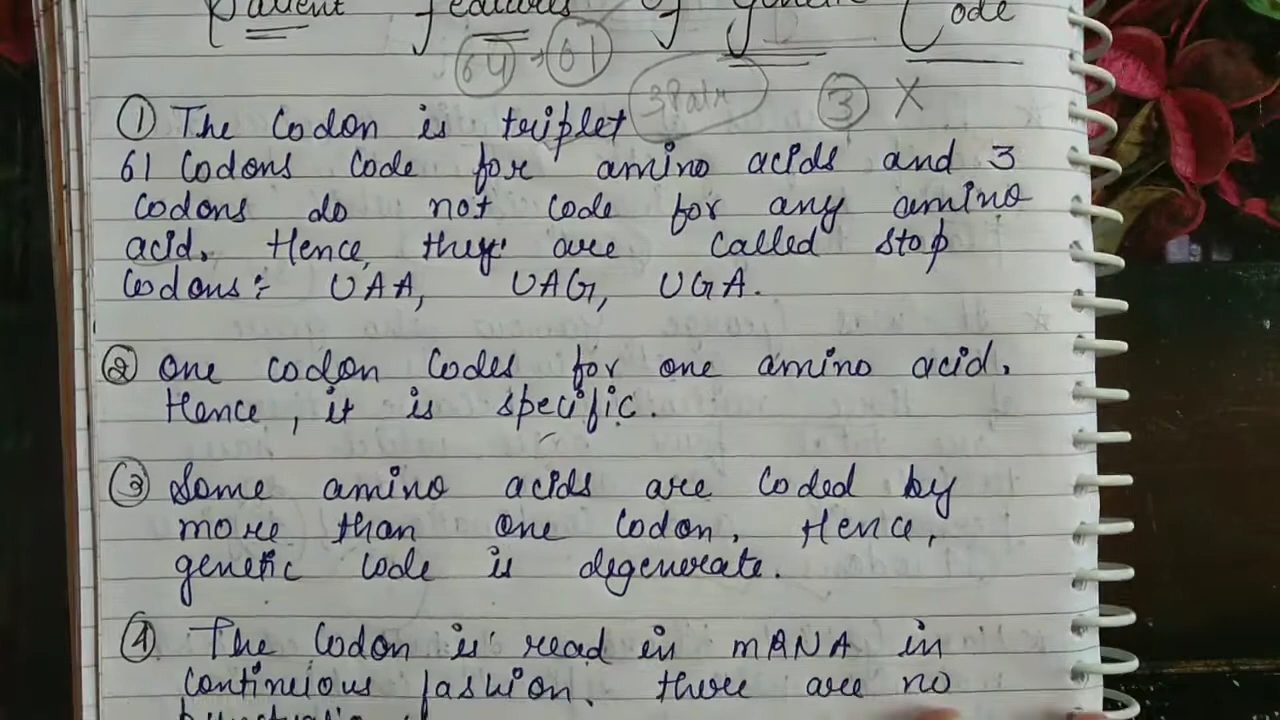 Salient features of genetic Code
64 → 61
3 X
① The Codon is triplet
61 Codons Code for amino acids and 3
Codons do not Code for any amino
acid. Hence, they are called stop
Codons: UAA, UAG, UGA.
② One codon Codes for one amino acid.
Hence, it is specific.
③ Some amino acids are Coded by
more than one Codon. Hence,
genetic Code is degenerate.
④ The Codon is read in mRNA in
Continuious fashion. there are no